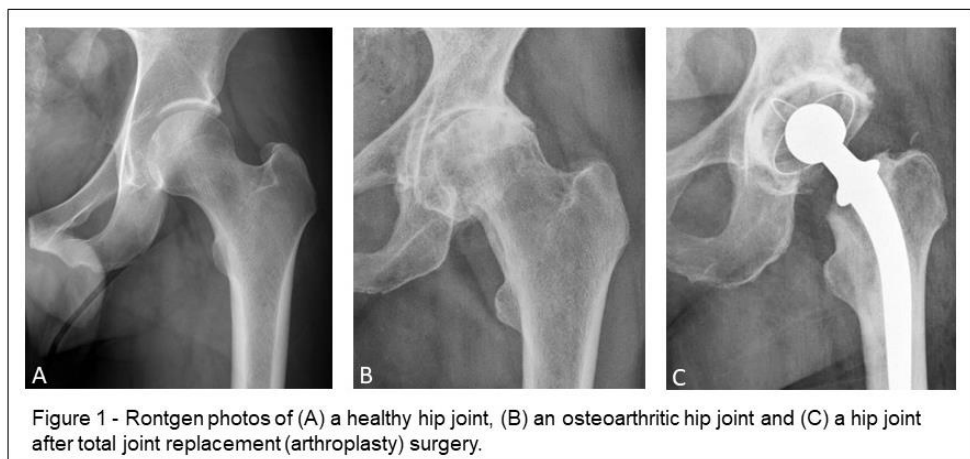 A
B
C
Figure 1 - Rontgen photos of (A) a healthy hip joint, (B) an osteoarthritic hip joint and (C) a hip joint
after total joint replacement (arthroplasty) surgery.